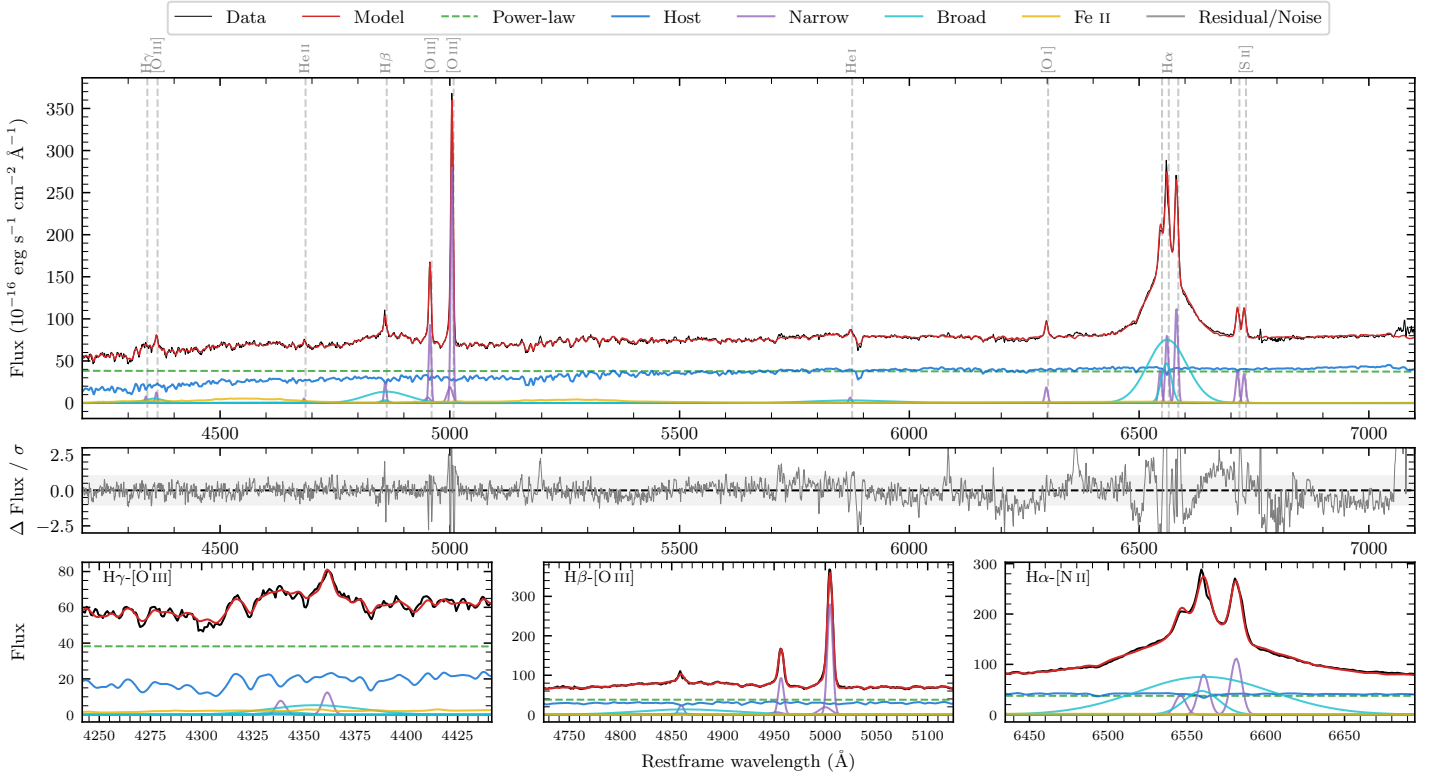 Data Model Power-law Host Narrow Broad Fe II Residual/Noise
Hγ [O III] He II Hβ [O III] [O III] He I [O I] Hα [S II]
Flux (10⁻¹⁶ erg s⁻¹ cm⁻² Å⁻¹)
350
300
250
200
150
100
50
0
4500 5000 5500 6000 6500 7000
Δ Flux / σ
2.5
0.0
−2.5
4500 5000 5500 6000 6500 7000
Flux
Hγ-[O III]
80
60
40
20
0
4250 4275 4300 4325 4350 4375 4400 4420
Hβ-[O III]
300
200
100
0
4725 4750 4800 4850 4900 4950 5000 5050 5100
Hα-[N II]
300
200
100
0
6450 6500 6550 6600 6650
Restframe wavelength (Å)